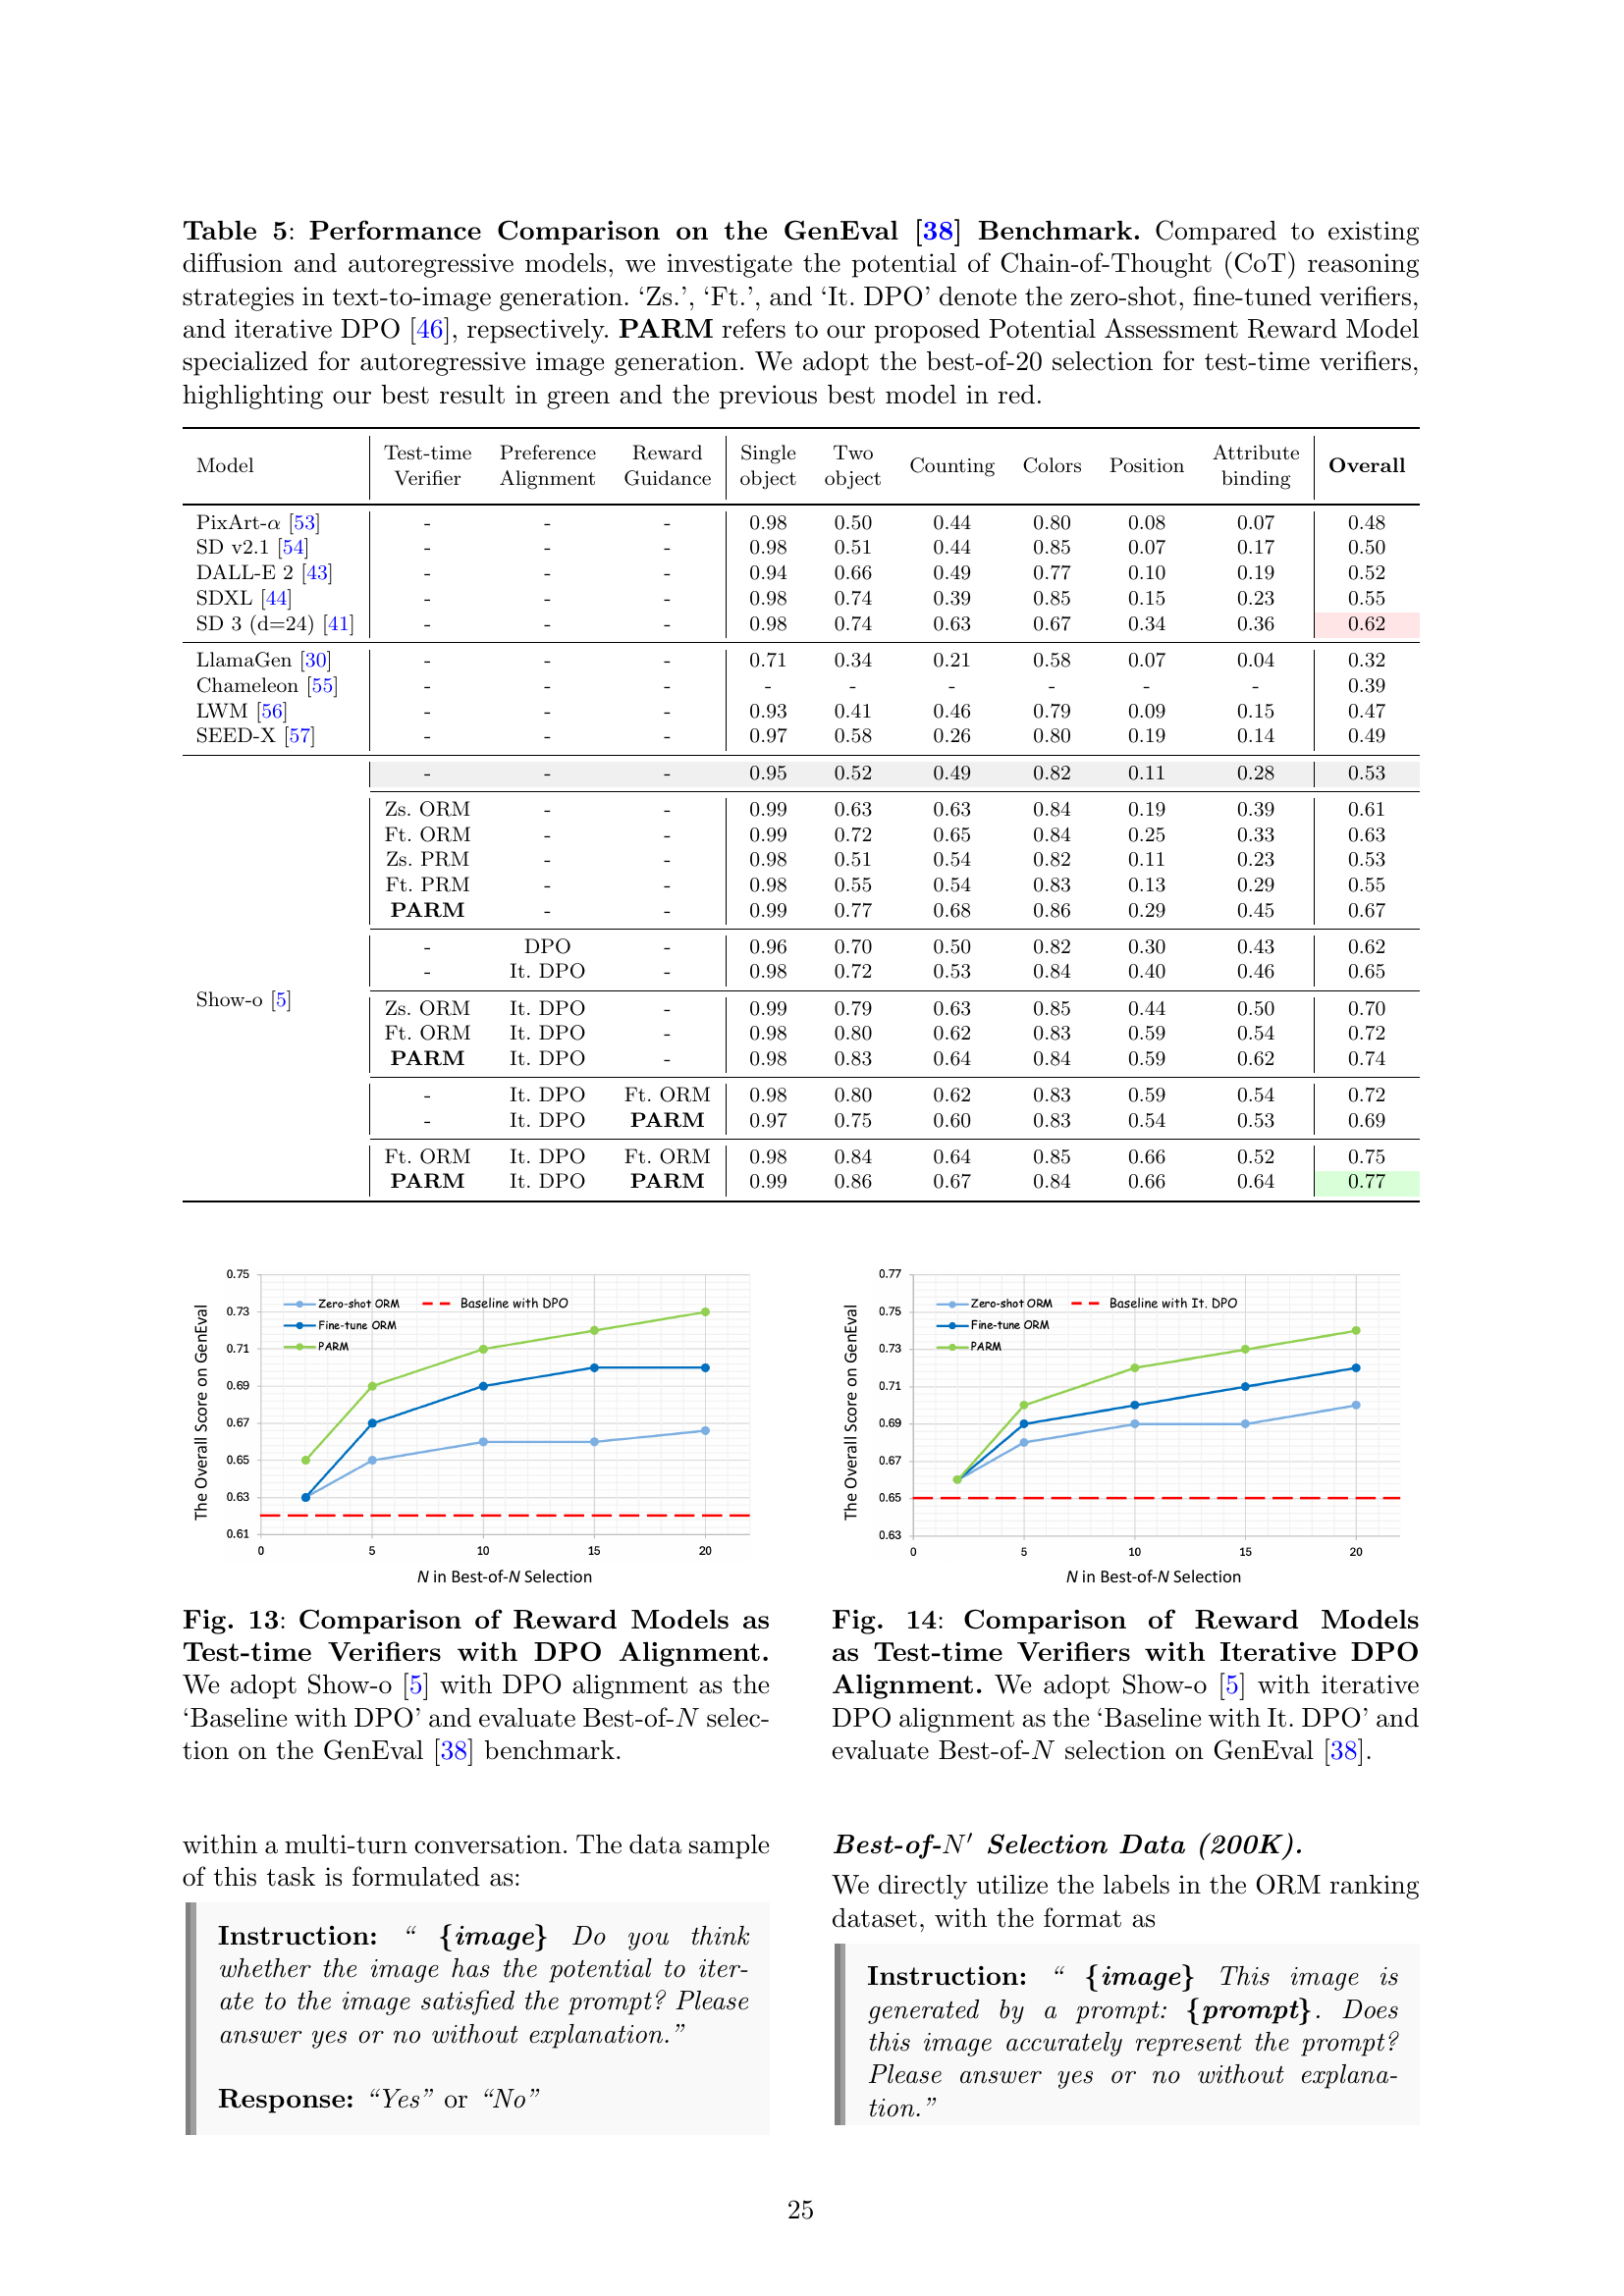 Table 5: Performance Comparison on the GenEval [38] Benchmark. Compared to existing
diffusion and autoregressive models, we investigate the potential of Chain-of-Thought (CoT) reasoning
strategies in text-to-image generation. ‘Zs.’, ‘Ft.’, and ‘It. DPO’ denote the zero-shot, fine-tuned verifiers,
and iterative DPO [46], repsectively. PARM refers to our proposed Potential Assessment Reward Model
specialized for autoregressive image generation. We adopt the best-of-20 selection for test-time verifiers,
highlighting our best result in green and the previous best model in red.
Model Test-time Verifier Preference Alignment Reward Guidance Single object Two object Counting Colors Position Attribute binding Overall
PixArt-α [53] - - - 0.98 0.50 0.44 0.80 0.08 0.07 0.48
SD v2.1 [54] - - - 0.98 0.51 0.44 0.85 0.07 0.17 0.50
DALL-E 2 [43] - - - 0.94 0.66 0.49 0.77 0.10 0.19 0.52
SDXL [44] - - - 0.98 0.74 0.39 0.85 0.15 0.23 0.55
SD 3 (d=24) [41] - - - 0.98 0.74 0.63 0.67 0.34 0.36 0.62
LlamaGen [30] - - - 0.71 0.34 0.21 0.58 0.07 0.04 0.32
Chameleon [55] - - - - - - - - - 0.39
LWM [56] - - - 0.93 0.41 0.46 0.79 0.09 0.15 0.47
SEED-X [57] - - - 0.97 0.58 0.26 0.80 0.19 0.14 0.49
Show-o [5]
- - - 0.95 0.52 0.49 0.82 0.11 0.28 0.53
Zs. ORM - - 0.99 0.63 0.63 0.84 0.19 0.39 0.61
Ft. ORM - - 0.99 0.72 0.65 0.84 0.25 0.33 0.63
Zs. PRM - - 0.98 0.51 0.54 0.82 0.11 0.23 0.53
Ft. PRM - - 0.98 0.55 0.54 0.83 0.13 0.29 0.55
PARM - - 0.99 0.77 0.68 0.86 0.29 0.45 0.67
- DPO - 0.96 0.70 0.50 0.82 0.30 0.43 0.62
- It. DPO - 0.98 0.72 0.53 0.84 0.40 0.46 0.65
Zs. ORM It. DPO - 0.99 0.79 0.63 0.85 0.44 0.50 0.70
Ft. ORM It. DPO - 0.98 0.80 0.62 0.83 0.59 0.54 0.72
PARM It. DPO - 0.98 0.83 0.64 0.84 0.59 0.62 0.74
- It. DPO Ft. ORM 0.98 0.80 0.62 0.83 0.59 0.54 0.72
- It. DPO PARM 0.97 0.75 0.60 0.83 0.54 0.53 0.69
Ft. ORM It. DPO Ft. ORM 0.98 0.84 0.64 0.85 0.66 0.52 0.75
PARM It. DPO PARM 0.99 0.86 0.67 0.84 0.66 0.64 0.77
The Overall Score on GenEval
0.75
0.73
0.71
0.69
0.67
0.65
0.63
0.61
Zero-shot ORM
Baseline with DPO
Fine-tune ORM
PARM
0 5 10 15 20
N in Best-of-N Selection
Fig. 13: Comparison of Reward Models as
Test-time Verifiers with DPO Alignment.
We adopt Show-o [5] with DPO alignment as the
‘Baseline with DPO’ and evaluate Best-of-N selec-
tion on the GenEval [38] benchmark.
The Overall Score on GenEval
0.77
0.75
0.73
0.71
0.69
0.67
0.65
0.63
Zero-shot ORM
Baseline with It. DPO
Fine-tune ORM
PARM
0 5 10 15 20
N in Best-of-N Selection
Fig. 14: Comparison of Reward Models
as Test-time Verifiers with Iterative DPO
Alignment. We adopt Show-o [5] with iterative
DPO alignment as the ‘Baseline with It. DPO’ and
evaluate Best-of-N selection on GenEval [38].
within a multi-turn conversation. The data sample
of this task is formulated as:
Instruction: “ {image} Do you think
whether the image has the potential to iter-
ate to the image satisfied the prompt? Please
answer yes or no without explanation.”
Response: “Yes” or “No”
Best-of-N′ Selection Data (200K).
We directly utilize the labels in the ORM ranking
dataset, with the format as
Instruction: “ {image} This image is
generated by a prompt: {prompt}. Does
this image accurately represent the prompt?
Please answer yes or no without explana-
tion.”
25